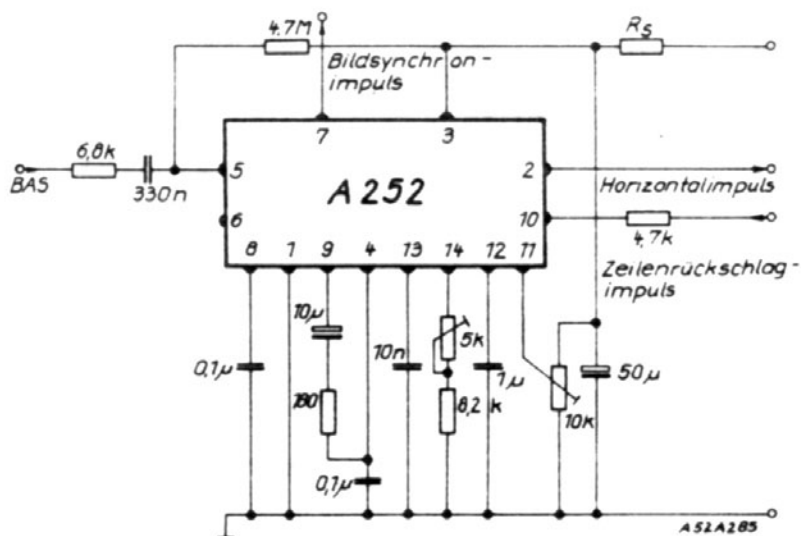 4.7M
R5
Bildsynchron-
impuls
7
3
6,8k
BAS
330n
5
6
A 252
2
10
Horizontalimpuls
4.7k
Zeilenrückschlag-
impuls
8
1
9
4
13
14
12
11
10µ
0,1µ
180
10n
5k
8,2 k
1µ
10k
50µ
0,1µ
A52A285